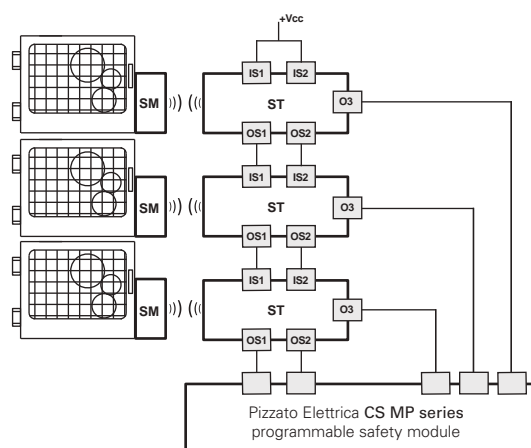 +Vcc
IS1 IS2
SM ST O3
OS1 OS2
IS1 IS2
SM ST O3
OS1 OS2
IS1 IS2
SM ST O3
OS1 OS2
Pizzato Elettrica CS MP series
programmable safety module